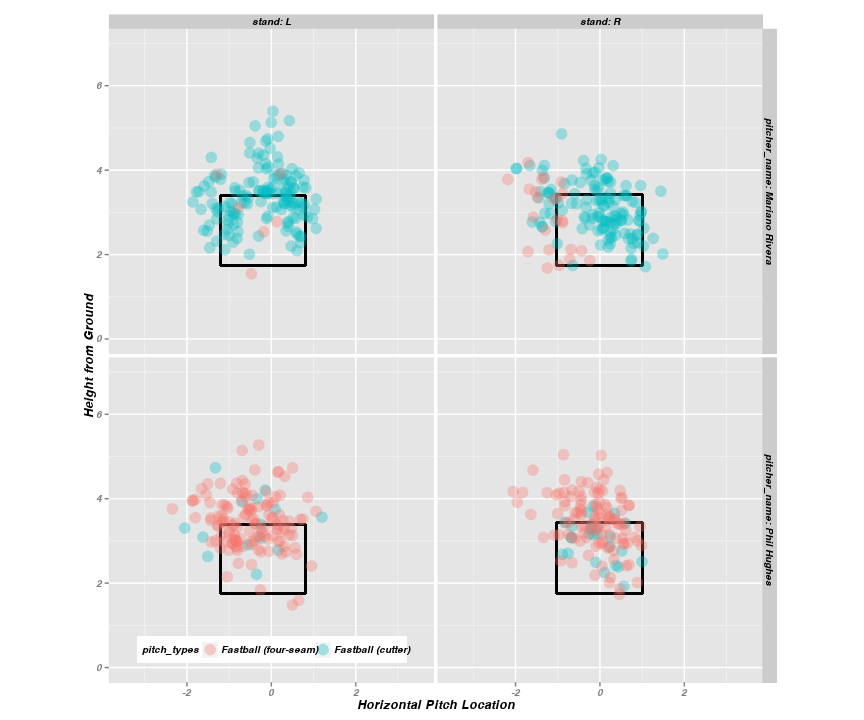 stand: L
stand: R
6
4
2
0
pitcher_name: Mariano Rivera
Height from Ground
6
4
2
0
pitcher_name: Phil Hughes
pitch_types Fastball (four-seam) Fastball (cutter)
-2 0 2 -2 0 2
Horizontal Pitch Location